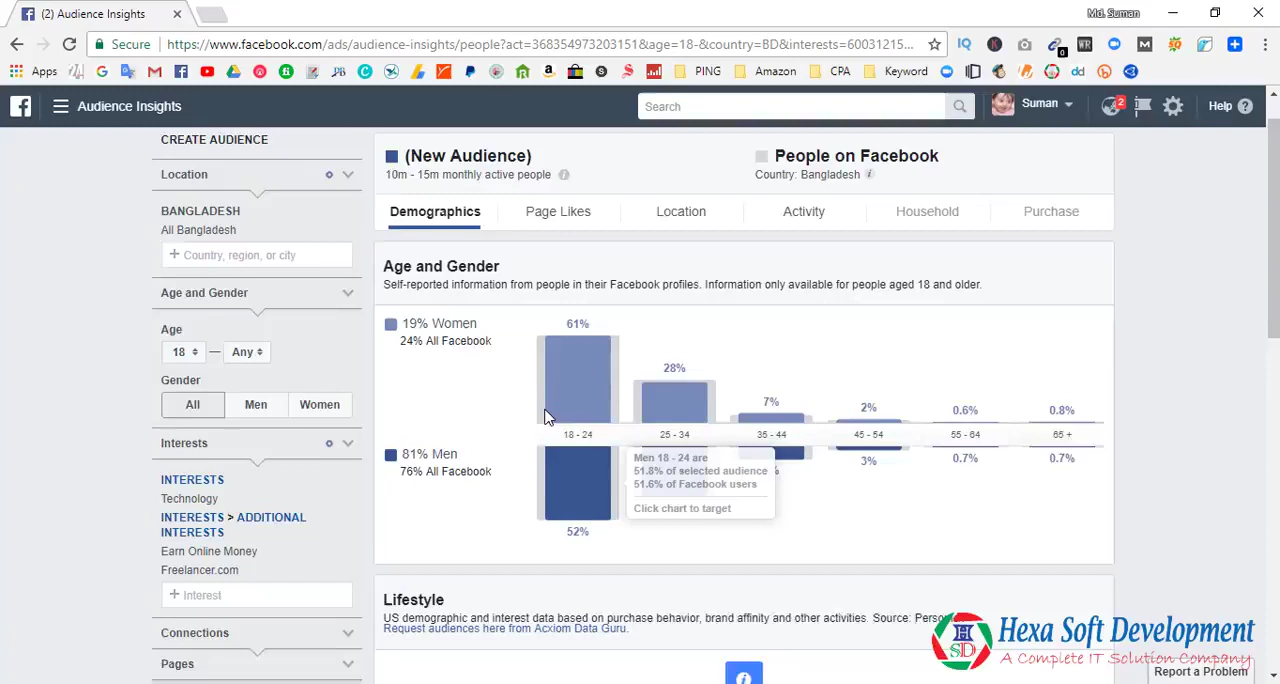 (2) Audience Insights
Md. Suman
Secure
https://www.facebook.com/ads/audience-insights/people?act=368354973203151&age=18-&country=BD&interests=60031215...
Apps
PING
Amazon
CPA
Keyword
Audience Insights
Search
Suman
2
Help
CREATE AUDIENCE
Location
BANGLADESH
All Bangladesh
+ Country, region, or city
Age and Gender
Age
18 — Any
Gender
All Men Women
Interests
INTERESTS
Technology
INTERESTS > ADDITIONAL
INTERESTS
Earn Online Money
Freelancer.com
+ Interest
Connections
Pages
(New Audience)
10m - 15m monthly active people
People on Facebook
Country: Bangladesh
Demographics Page Likes Location Activity Household Purchase
Age and Gender
Self-reported information from people in their Facebook profiles. Information only available for people aged 18 and older.
19% Women
24% All Facebook
61% 28% 7% 2% 0.6% 0.8%
18 - 24 25 - 34 35 - 44 45 - 54 55 - 64 65 +
81% Men
76% All Facebook
52% 3% 0.7% 0.7%
Men 18 - 24 are
51.8% of selected audience
51.6% of Facebook users
Click chart to target
Lifestyle
US demographic and interest data based on purchase behavior, brand affinity and other activities. Source:
Request audiences here from Acxiom Data Guru.
HSD
Hexa Soft Development
A Complete IT Solution Company
Report a Problem